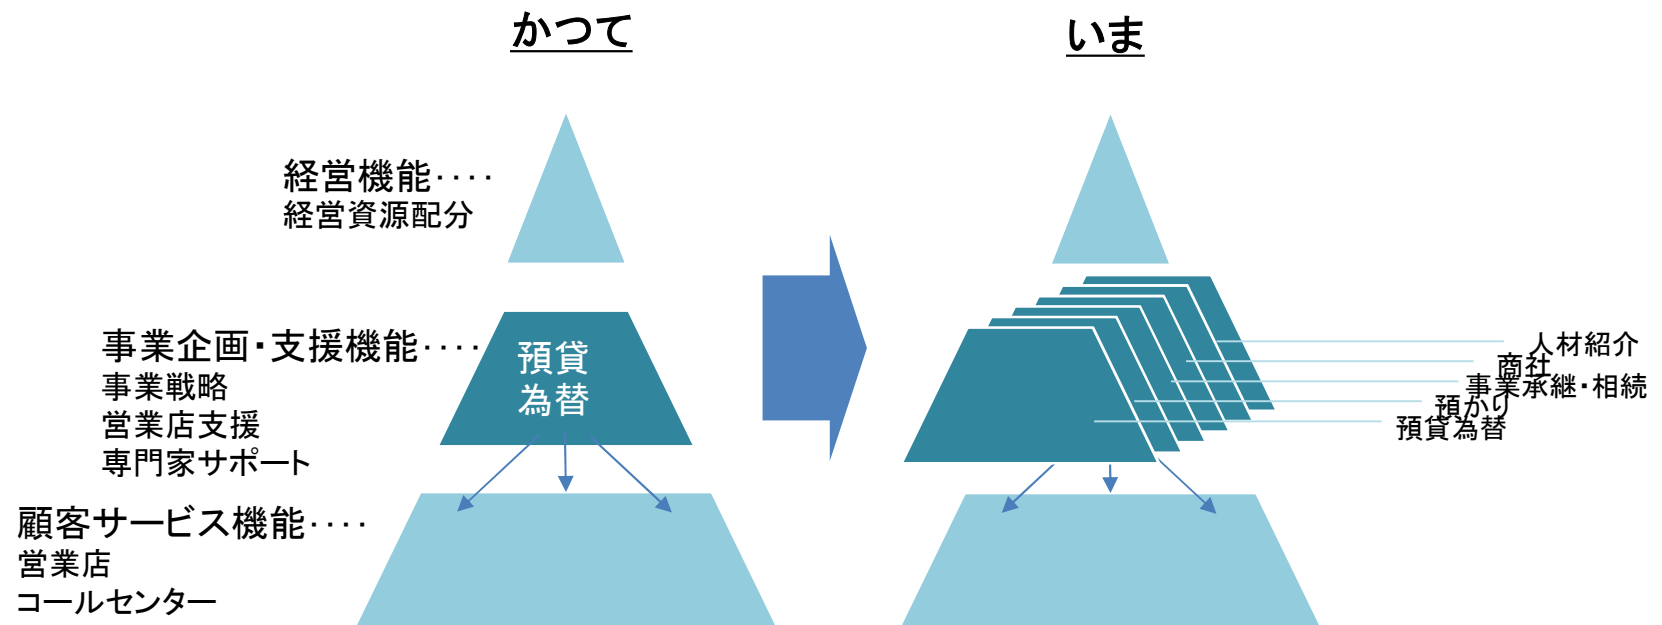 かつて
いま
経営機能････
経営資源配分
事業企画・支援機能････
事業戦略
営業店支援
専門家サポート
預貸
為替
顧客サービス機能････
営業店
コールセンター
人材紹介
商社
事業承継・相続
預かり
預貸為替